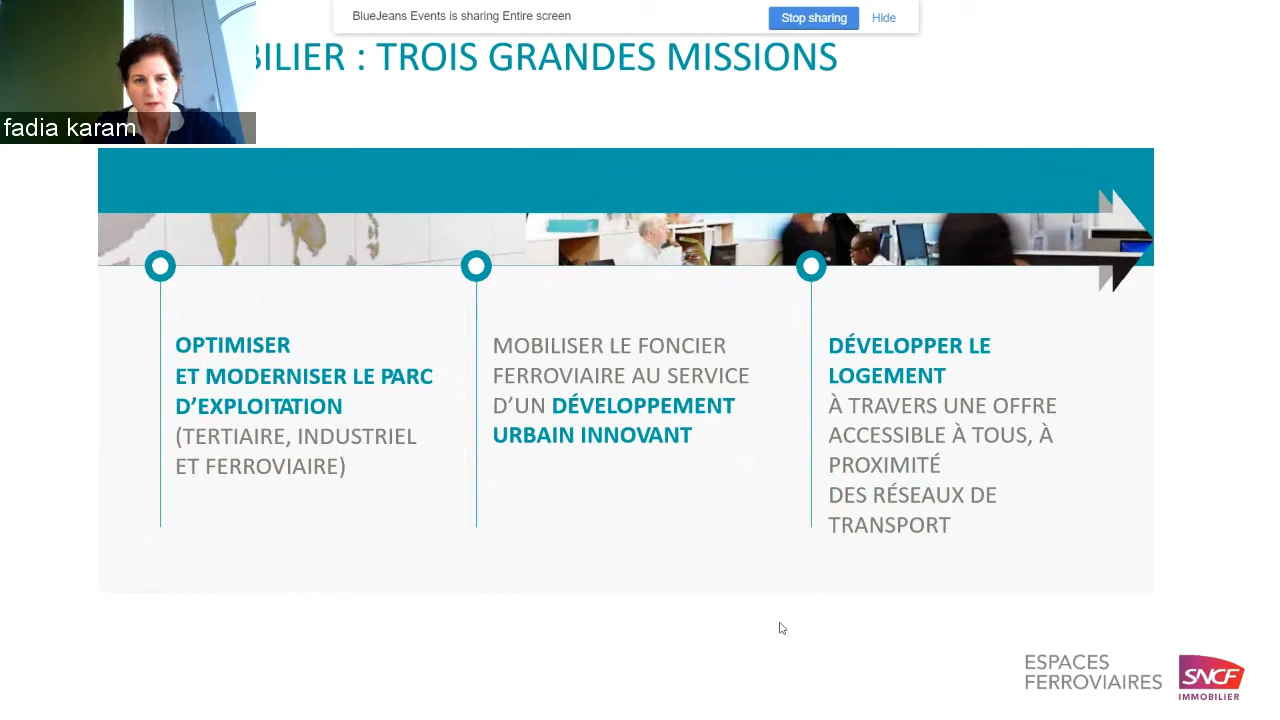 BlueJeans Events is sharing Entire screen
Stop sharing
Hide
BILIER : TROIS GRANDES MISSIONS
fadia karam
OPTIMISER
ET MODERNISER LE PARC
D’EXPLOITATION
(TERTIAIRE, INDUSTRIEL
ET FERROVIAIRE)
MOBILISER LE FONCIER
FERROVIAIRE AU SERVICE
D’UN DÉVELOPPEMENT
URBAIN INNOVANT
DÉVELOPPER LE
LOGEMENT
À TRAVERS UNE OFFRE
ACCESSIBLE À TOUS, À
PROXIMITÉ
DES RÉSEAUX DE
TRANSPORT
ESPACES
FERROVIAIRES
SNCF
IMMOBILIER